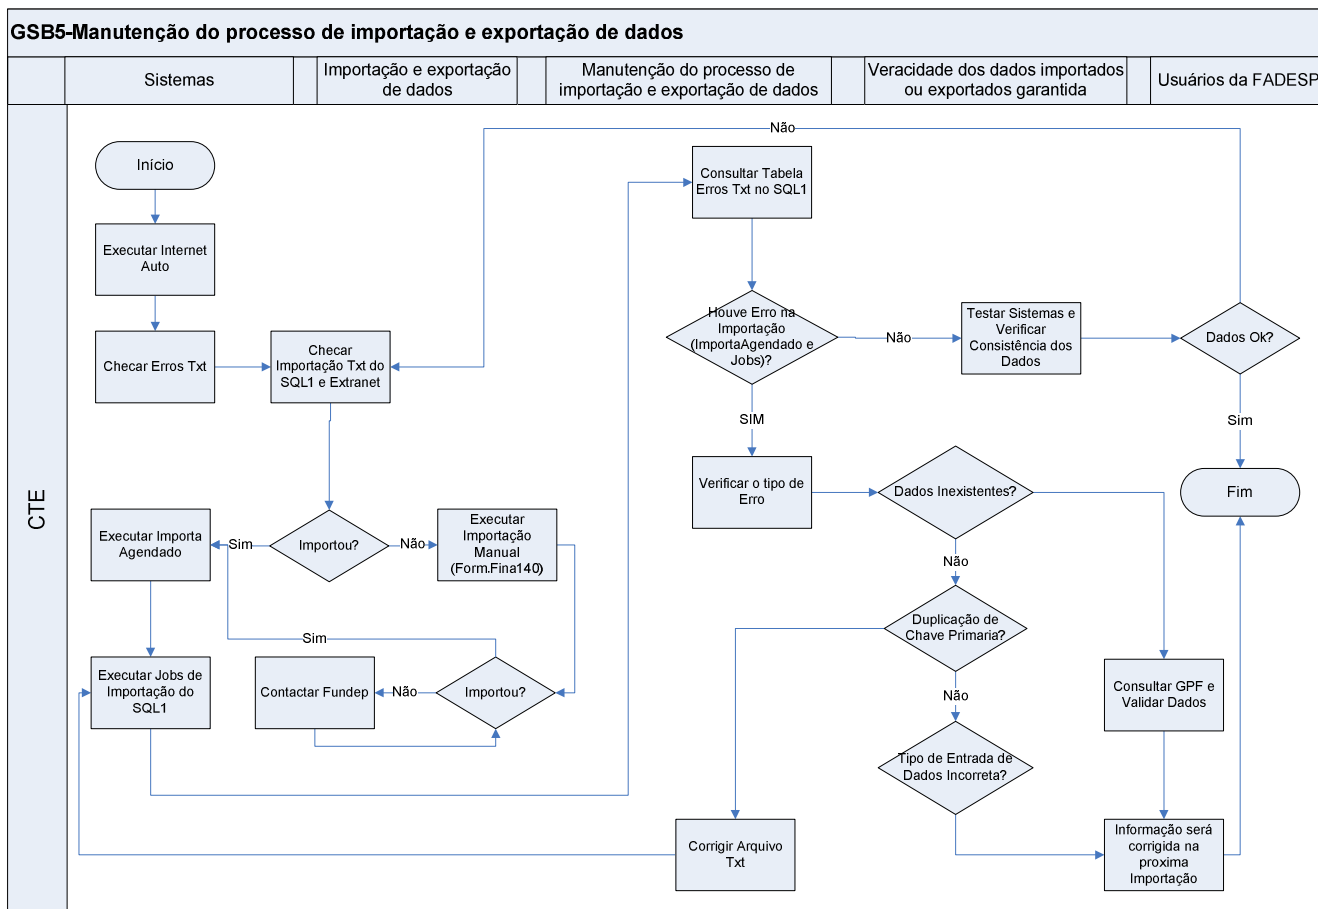 GSB5-Manutenção do processo de importação e exportação de dados
Sistemas
Importação e exportação
de dados
Manutenção do processo de
importação e exportação de dados
Veracidade dos dados importados
ou exportados garantida
Usuários da FADESP
CTE
Início
Executar Internet
Auto
Checar Erros Txt
Checar
Importação Txt do
SQL1 e Extranet
Importou?
Sim
Não
Executar Importa
Agendado
Executar
Importação
Manual
(Form.Fina140)
Sim
Executar Jobs de
Importação do
SQL1
Contactar Fundep
Não
Importou?
Não
Consultar Tabela
Erros Txt no SQL1
Houve Erro na
Importação
(ImportaAgendado e
Jobs)?
Não
Testar Sistemas e
Verificar
Consistência dos
Dados
Dados Ok?
SIM
Sim
Verificar o tipo de
Erro
Dados Inexistentes?
Fim
Não
Duplicação de
Chave Primaria?
Não
Consultar GPF e
Validar Dados
Tipo de Entrada de
Dados Incorreta?
Corrigir Arquivo
Txt
Informação será
corrigida na
proxima
Importação